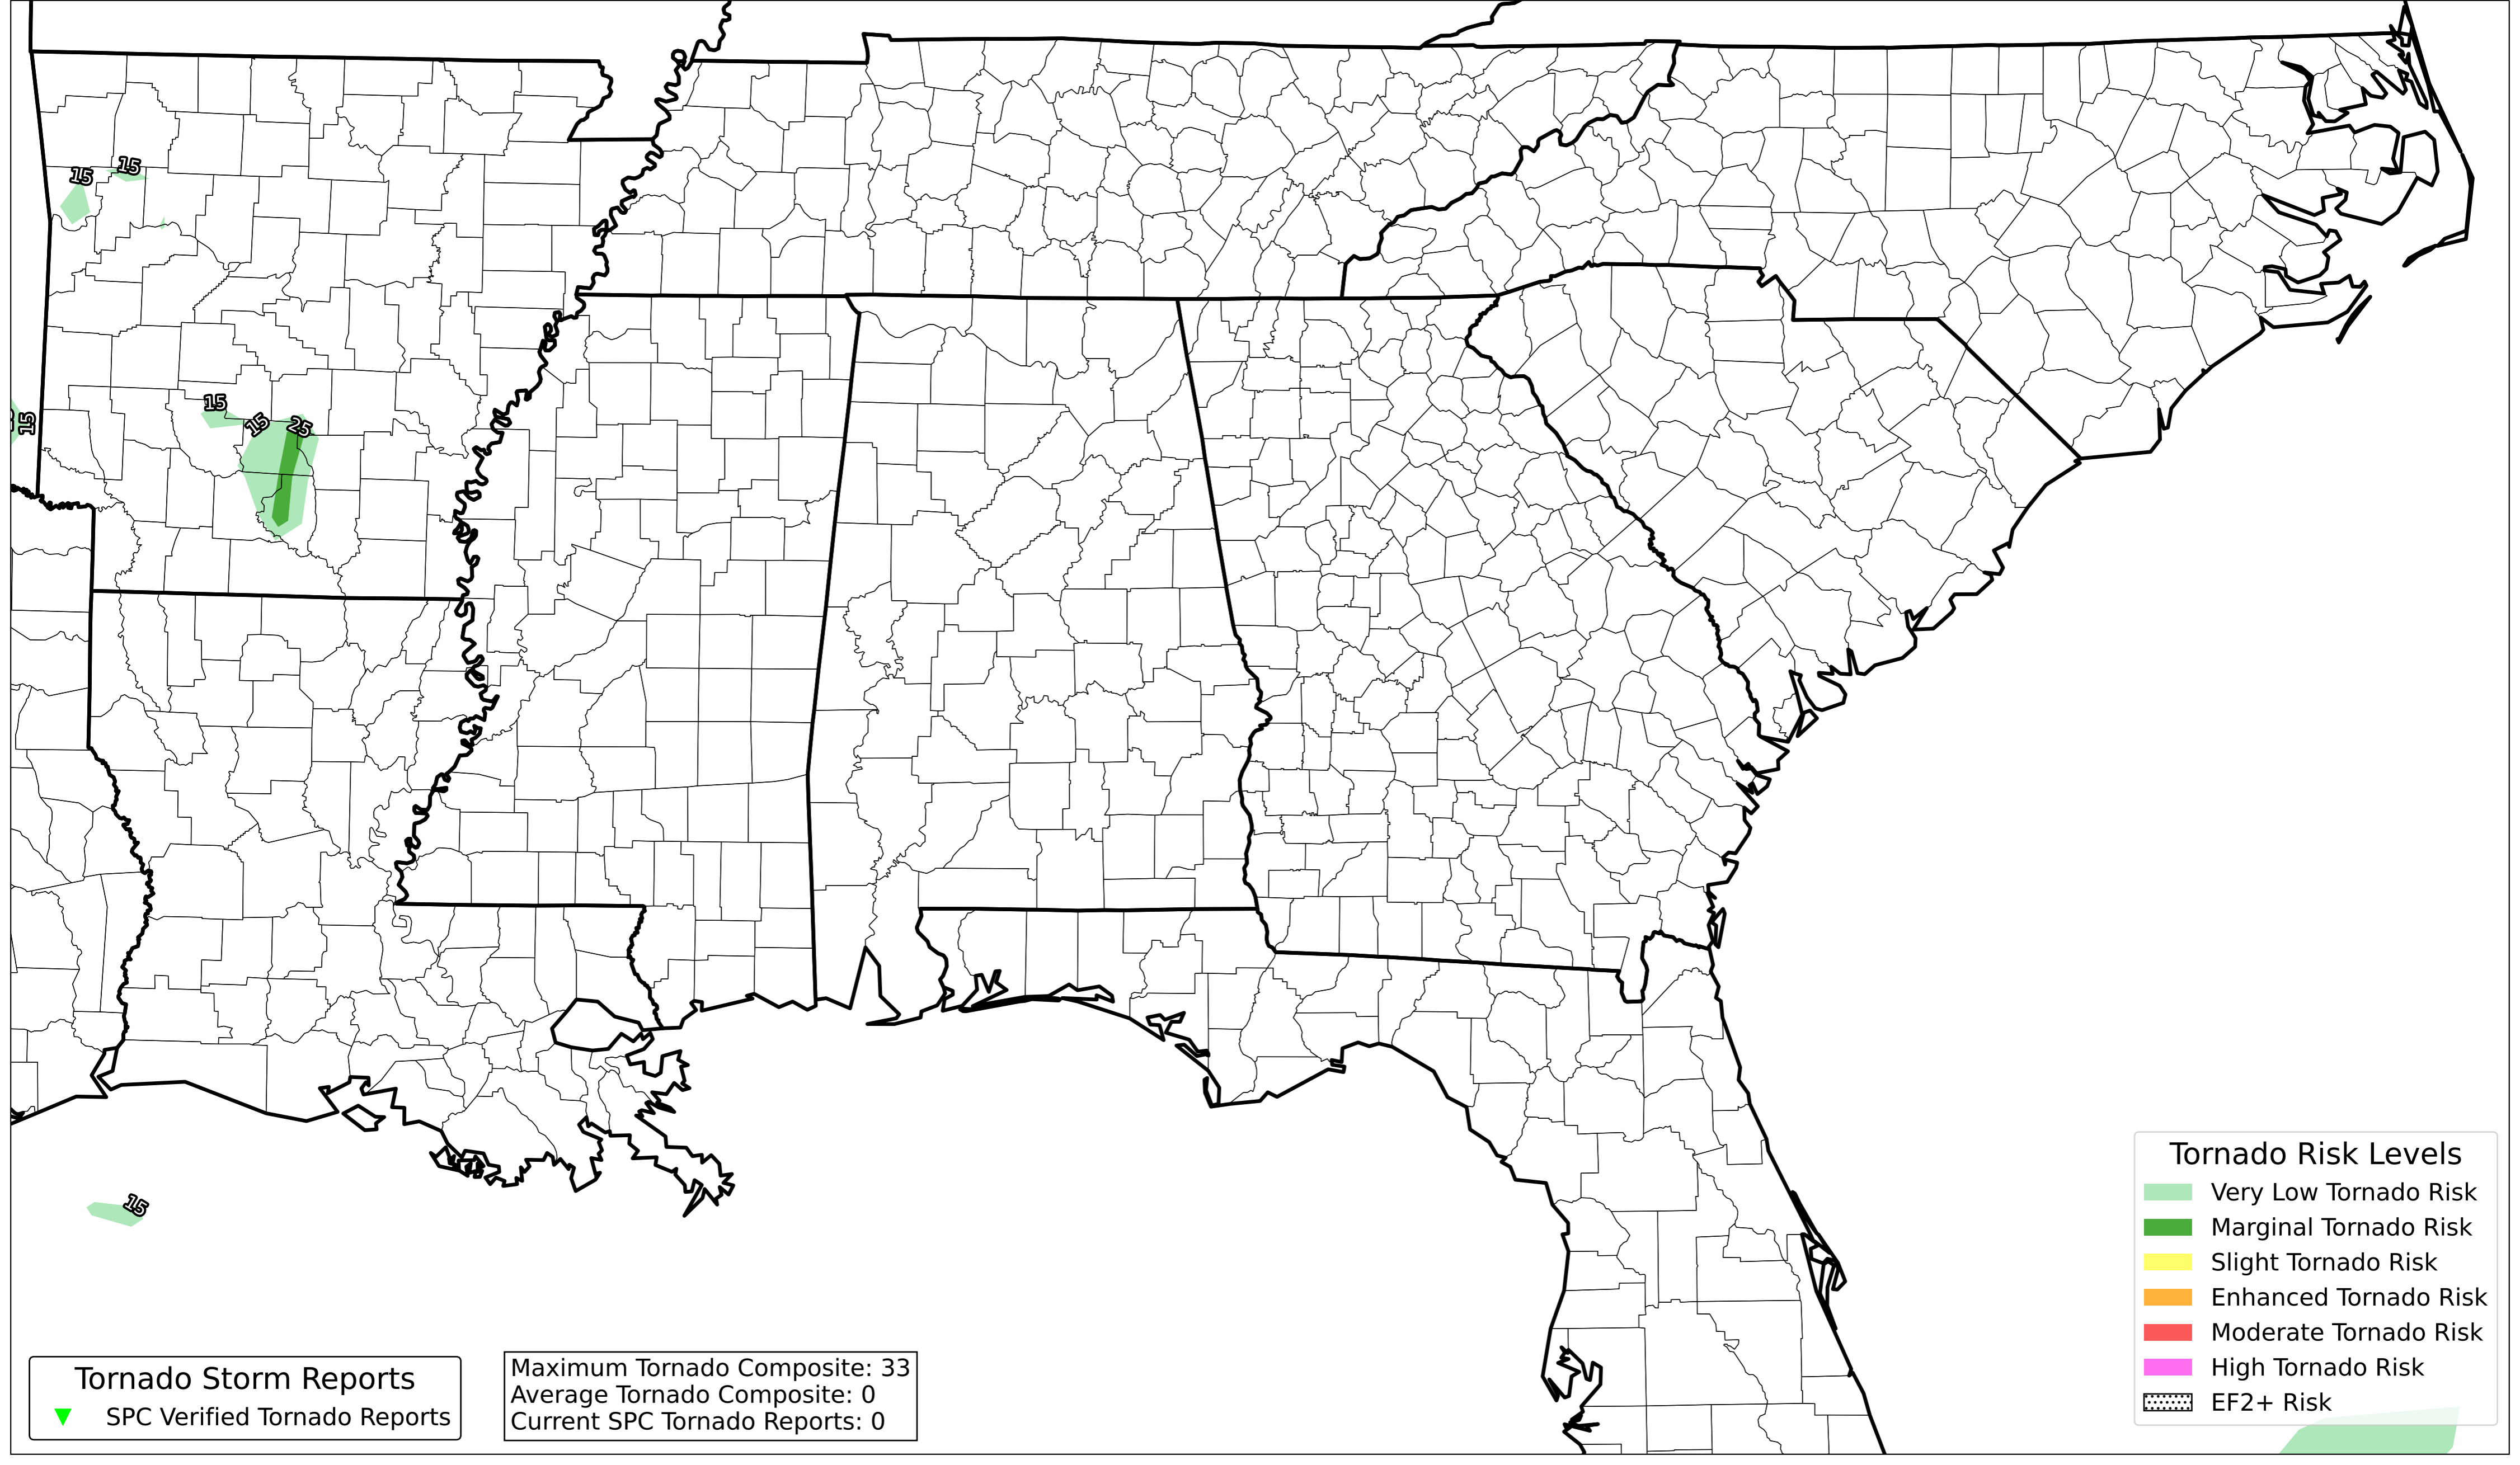 15
15
15
15
25
15
15
Tornado Risk Levels
Very Low Tornado Risk
Marginal Tornado Risk
Slight Tornado Risk
Enhanced Tornado Risk
Moderate Tornado Risk
High Tornado Risk
EF2+ Risk
Tornado Storm Reports
SPC Verified Tornado Reports
Maximum Tornado Composite: 33
Average Tornado Composite: 0
Current SPC Tornado Reports: 0